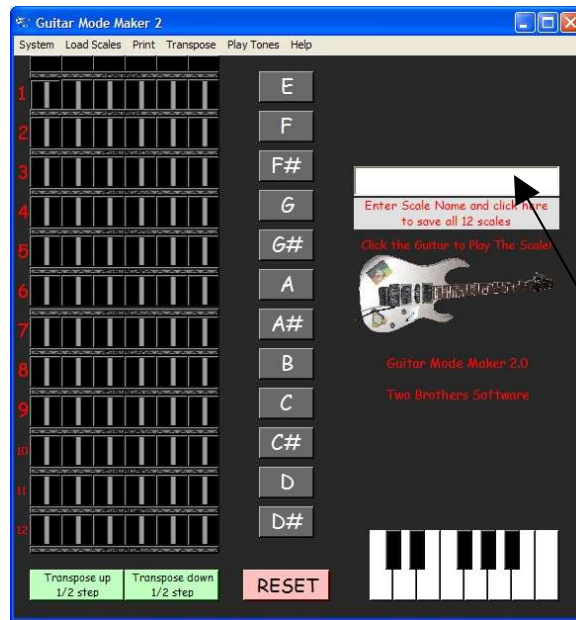 Guitar Mode Maker 2
System Load Scales Print Transpose Play Tones Help
1
2
3
4
5
6
7
8
9
10
11
12
E
F
F#
G
G#
A
A#
B
C
C#
D
D#
Enter Scale Name and click here
to save all 12 scales
Click the Guitar to Play The Scale!
Guitar Mode Maker 2.0
Two Brothers Software
Transpose up
1/2 step
Transpose down
1/2 step
RESET